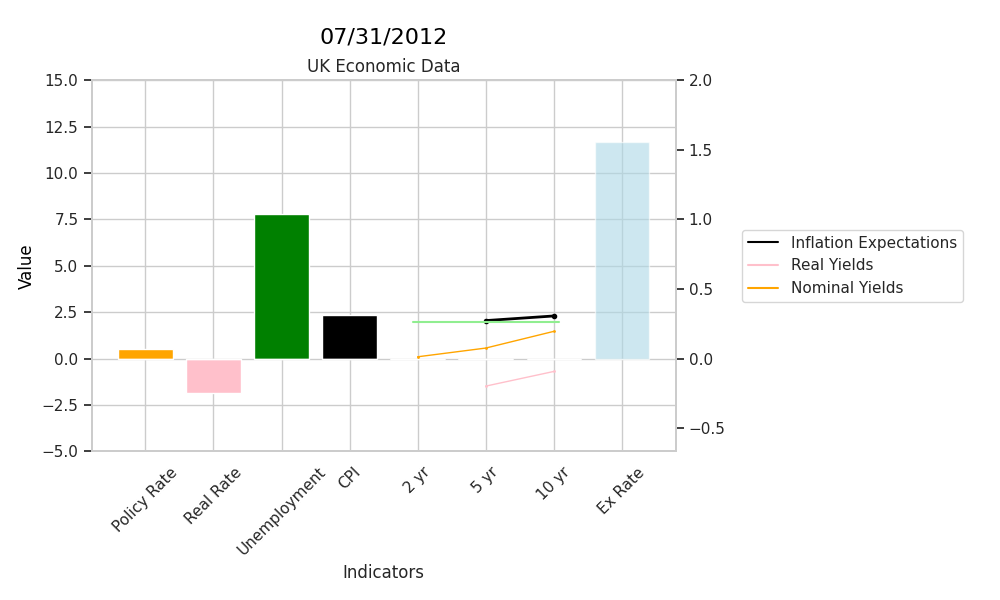 07/31/2012
UK Economic Data
15.0
12.5
10.0
7.5
5.0
2.5
0.0
−2.5
−5.0
Value
2.0
1.5
1.0
0.5
0.0
−0.5
Inflation Expectations
Real Yields
Nominal Yields
Policy Rate
Real Rate
Unemployment
CPI
2 yr
5 yr
10 yr
Ex Rate
Indicators